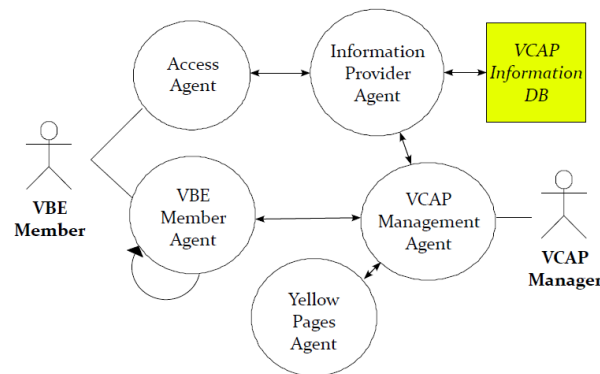 Access
Agent
Information
Provider
Agent
VCAP
Information
DB
VBE
Member
VBE
Member
Agent
VCAP
Management
Agent
VCAP
Manager
Yellow
Pages
Agent